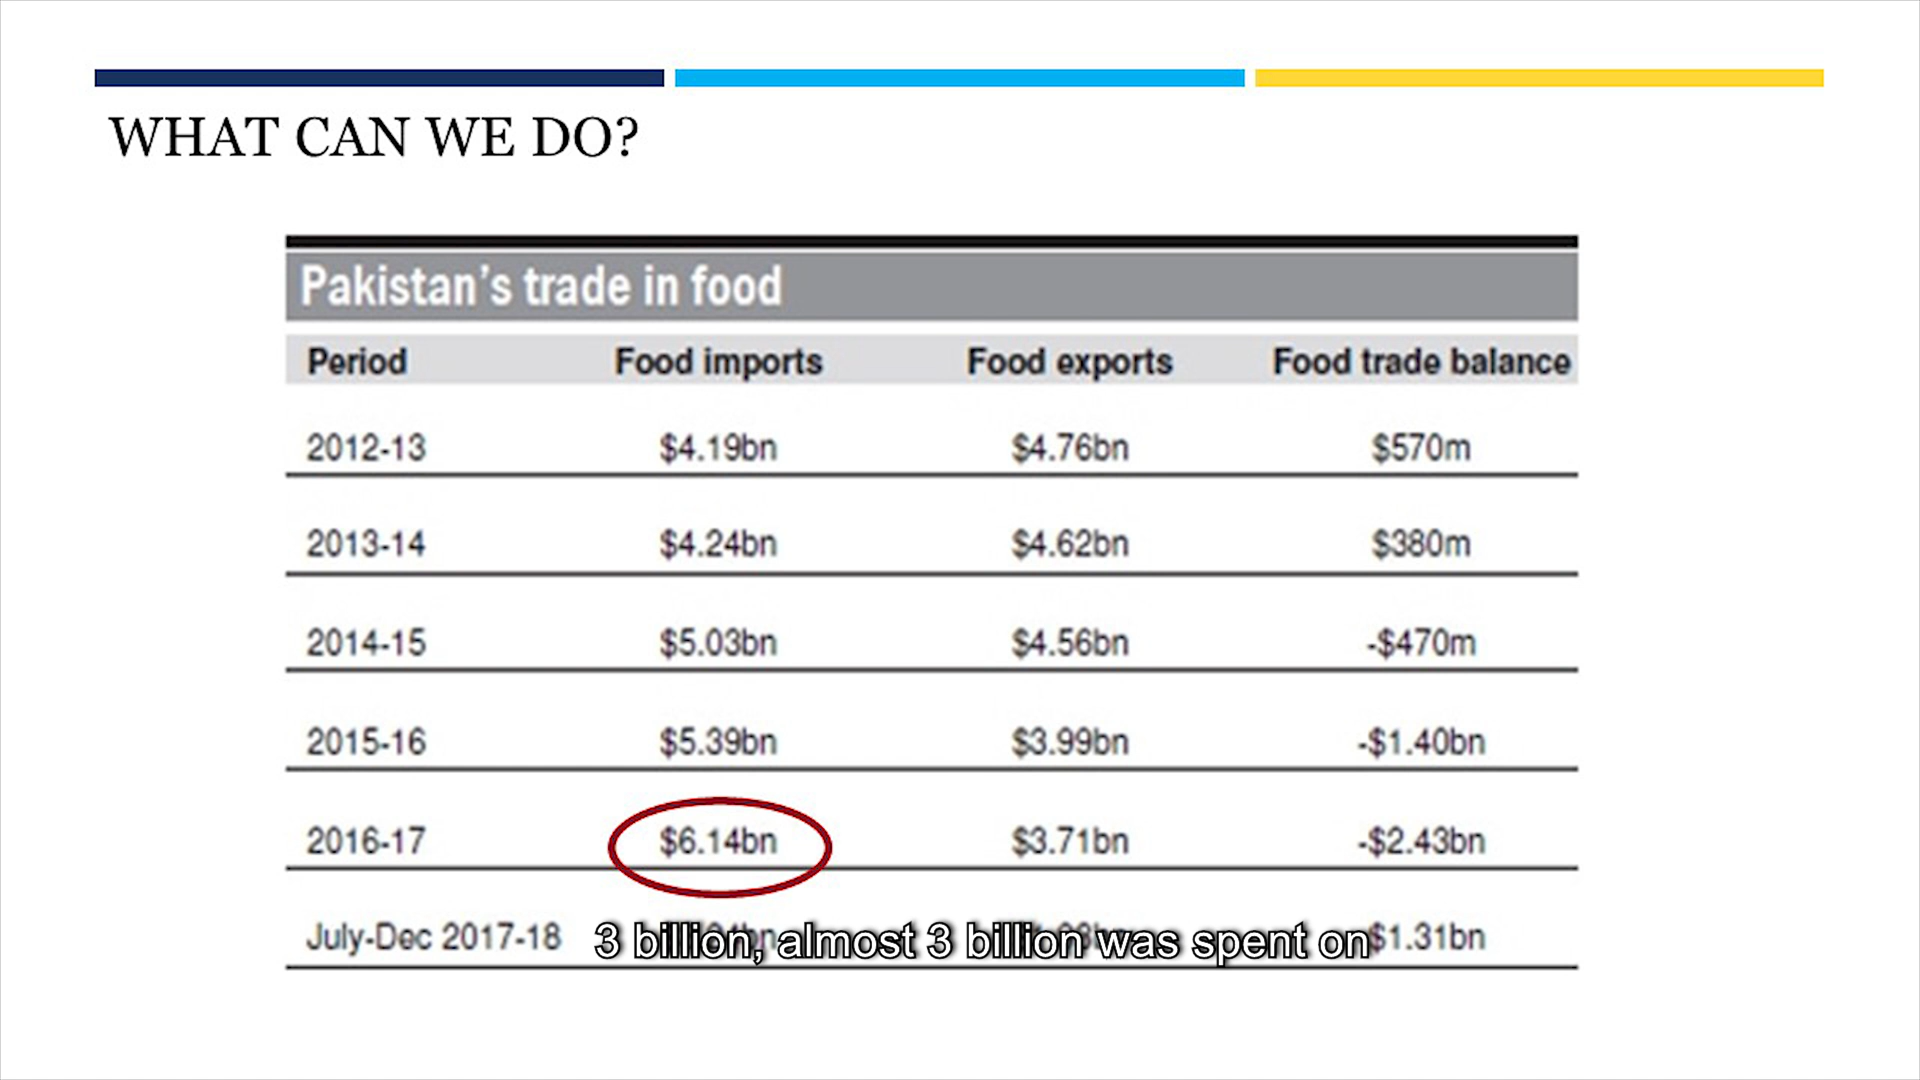 WHAT CAN WE DO?
Pakistan's trade in food
Period Food imports Food exports Food trade balance
2012-13 $4.19bn $4.76bn $570m
2013-14 $4.24bn $4.62bn $380m
2014-15 $5.03bn $4.56bn -$470m
2015-16 $5.39bn $3.99bn -$1.40bn
2016-17 $6.14bn $3.71bn -$2.43bn
July-Dec 2017-18 $1.31bn
3 billion, almost 3 billion was spent on